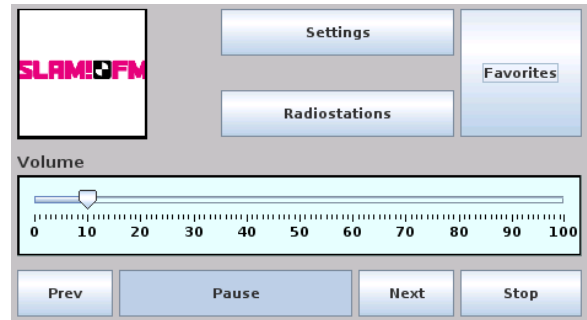 Settings
SLAM! FM
Favorites
Radiostations
Volume
0 10 20 30 40 50 60 70 80 90 100
Prev Pause Next Stop